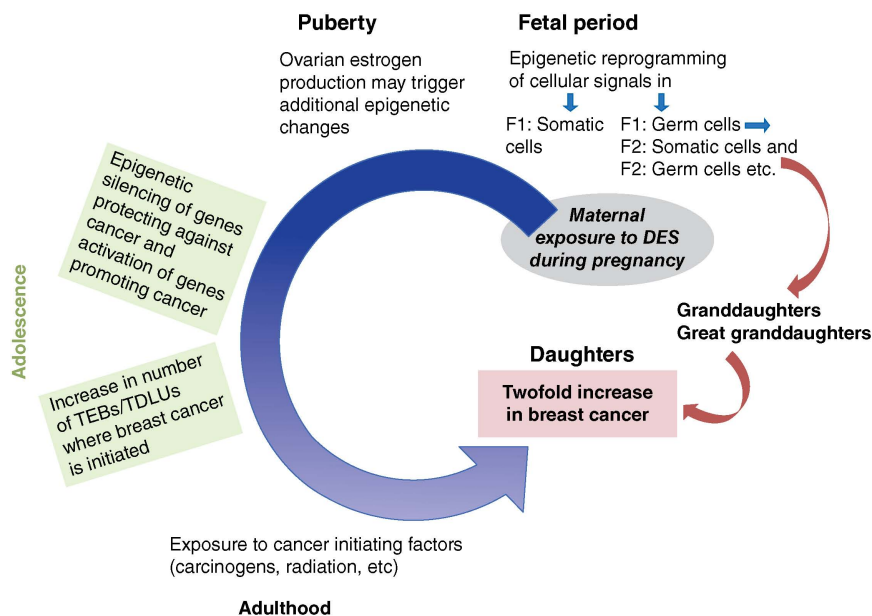 Puberty
Ovarian estrogen
production may trigger
additional epigenetic
changes
Fetal period
Epigenetic reprogramming
of cellular signals in
F1: Somatic
cells
F1: Germ cells
F2: Somatic cells and
F2: Germ cells etc.
Maternal
exposure to DES
during pregnancy
Granddaughters
Great granddaughters
Daughters
Twofold increase
in breast cancer
Adolescence
Epigenetic
silencing of genes
protecting against
cancer and
activation of genes
promoting cancer
Increase in number
of TEBs/TDLUs
where breast cancer
is initiated
Exposure to cancer initiating factors
(carcinogens, radiation, etc)
Adulthood